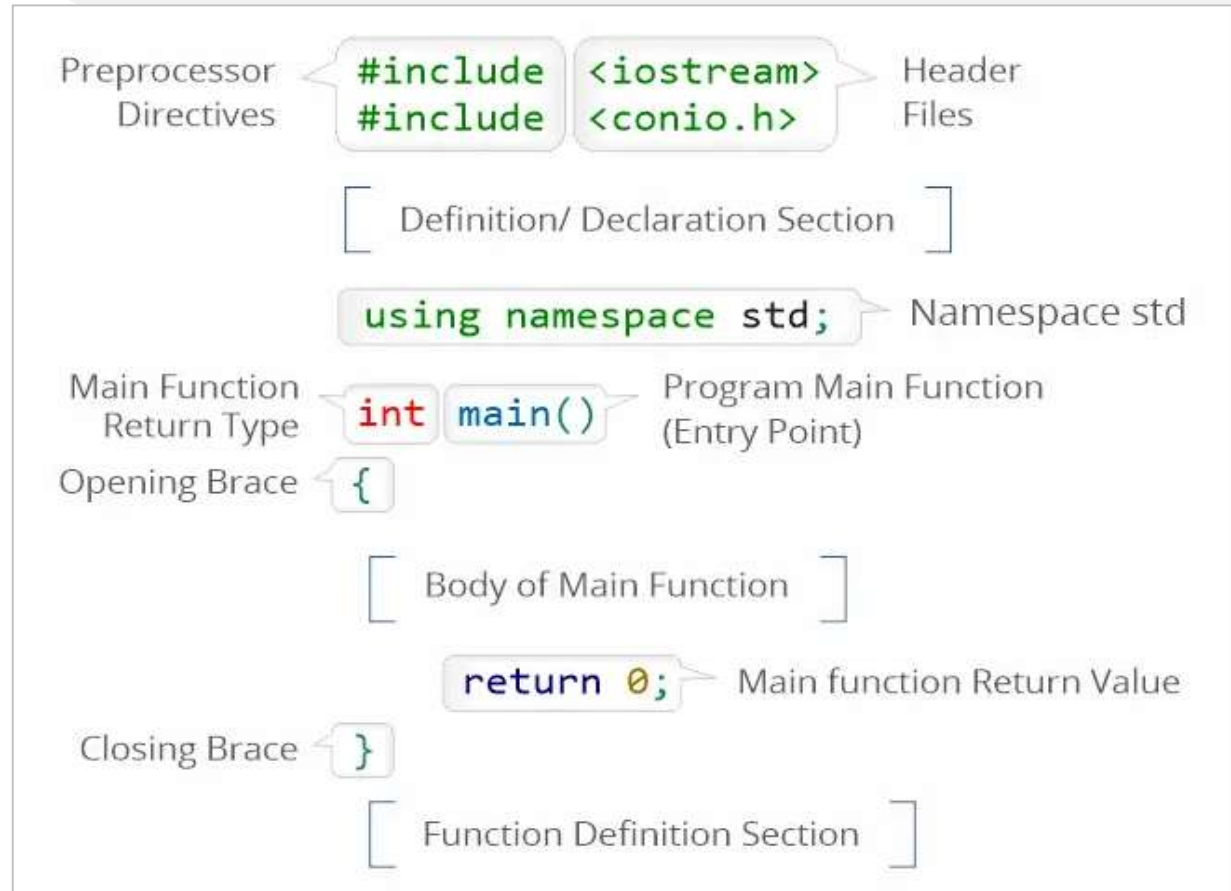 Preprocessor Directives
#include <iostream>
#include <conio.h>
Header Files
Definition/ Declaration Section
using namespace std;
Namespace std
Main Function Return Type
int main()
Program Main Function (Entry Point)
Opening Brace
{
Body of Main Function
return 0;
Main function Return Value
Closing Brace
}
Function Definition Section